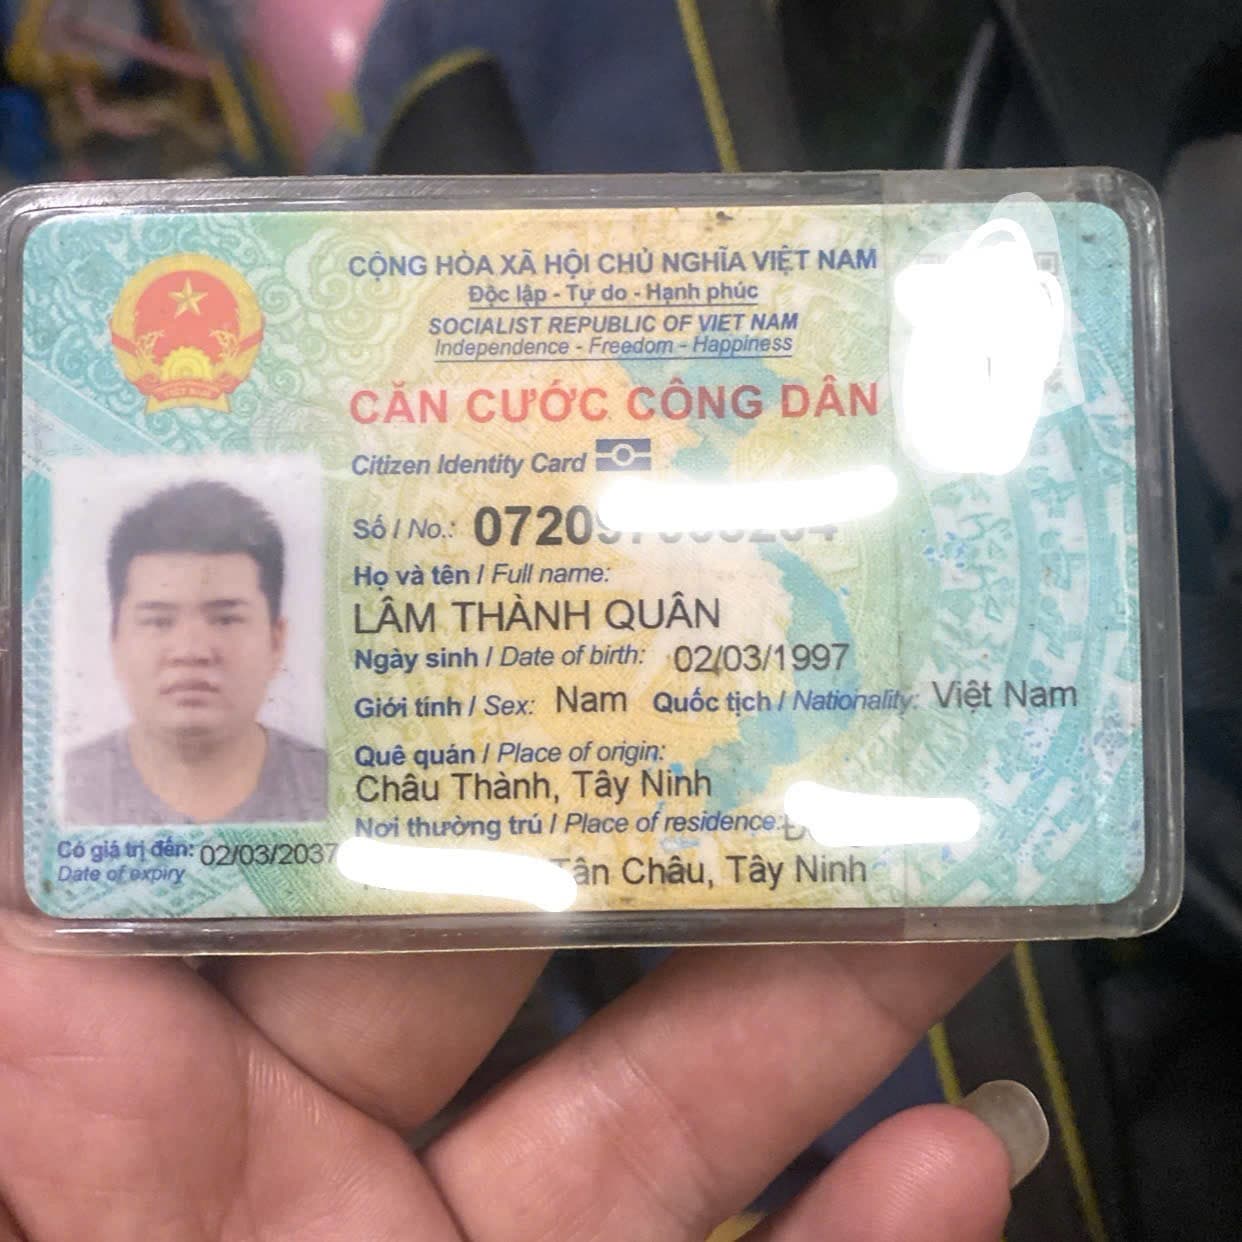 CỘNG HÒA XÃ HỘI CHỦ NGHĨA VIỆT NAM
Độc lập - Tự do - Hạnh phúc
SOCIALIST REPUBLIC OF VIET NAM
Independence - Freedom - Happiness
CĂN CƯỚC CÔNG DÂN
Citizen Identity Card
Số / No.:
Họ và tên / Full name:
LÂM THÀNH QUÂN
Ngày sinh / Date of birth: 02/03/1997
Giới tính / Sex: Nam Quốc tịch / Nationality: Việt Nam
Quê quán / Place of origin:
Châu Thành, Tây Ninh
Nơi thường trú / Place of residence:
Tân Châu, Tây Ninh
Có giá trị đến: 02/03/2037
Date of expiry